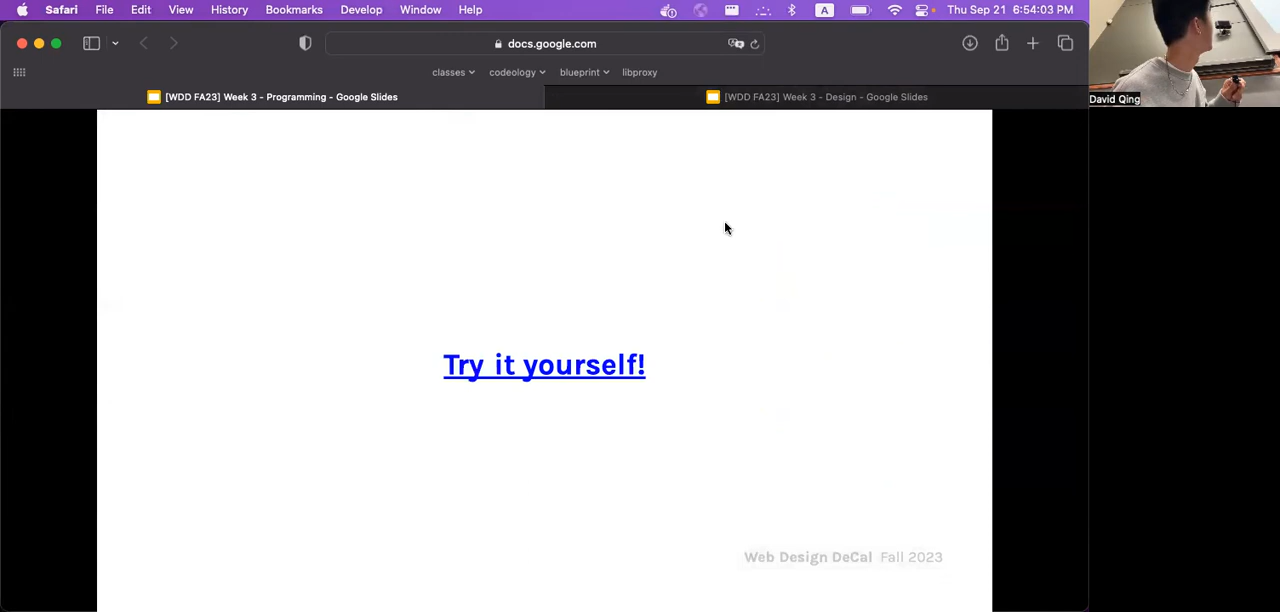 Safari File Edit View History Bookmarks Develop Window Help A Thu Sep 21 6:54:03 PM
docs.google.com
classes codeology blueprint libproxy
[WDD FA23] Week 3 - Programming - Google Slides [WDD FA23] Week 3 - Design - Google Slides
David Qing
Try it yourself!
Web Design DeCal Fall 2023